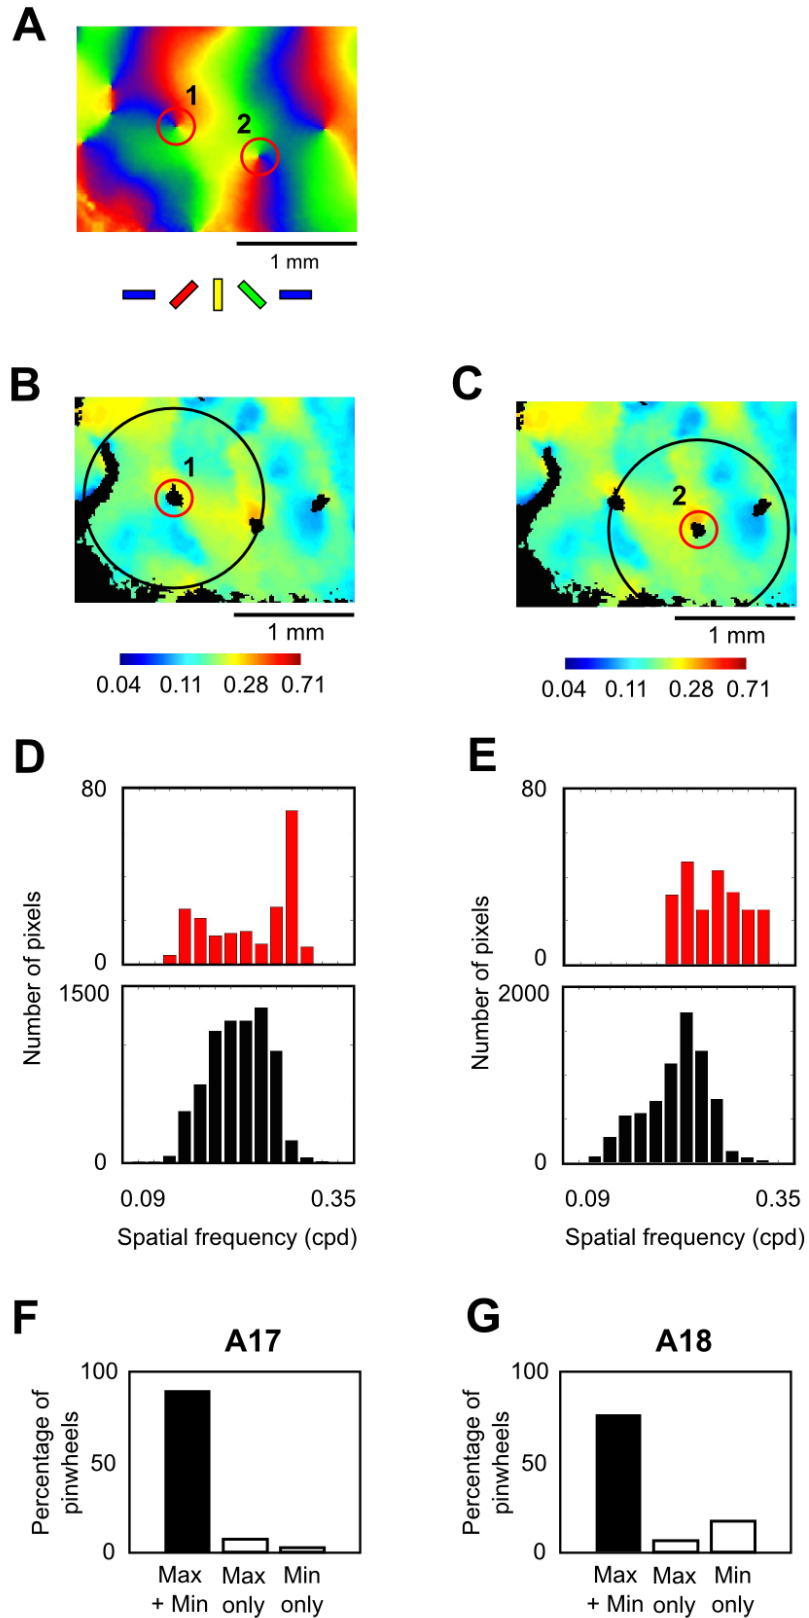 A
1
2
1 mm
B
C
1
2
1 mm
1 mm
0.04 0.11 0.28 0.71
0.04 0.11 0.28 0.71
D
E
80
0
Number of pixels
1500
0
0.09 0.35
Spatial frequency (cpd)
80
0
Number of pixels
2000
0
0.09 0.35
Spatial frequency (cpd)
F
A17
Percentage of
pinwheels
100
50
0
Max Max Min
+ Min only only
G
A18
Percentage of
pinwheels
100
50
0
Max Max Min
+ Min only only